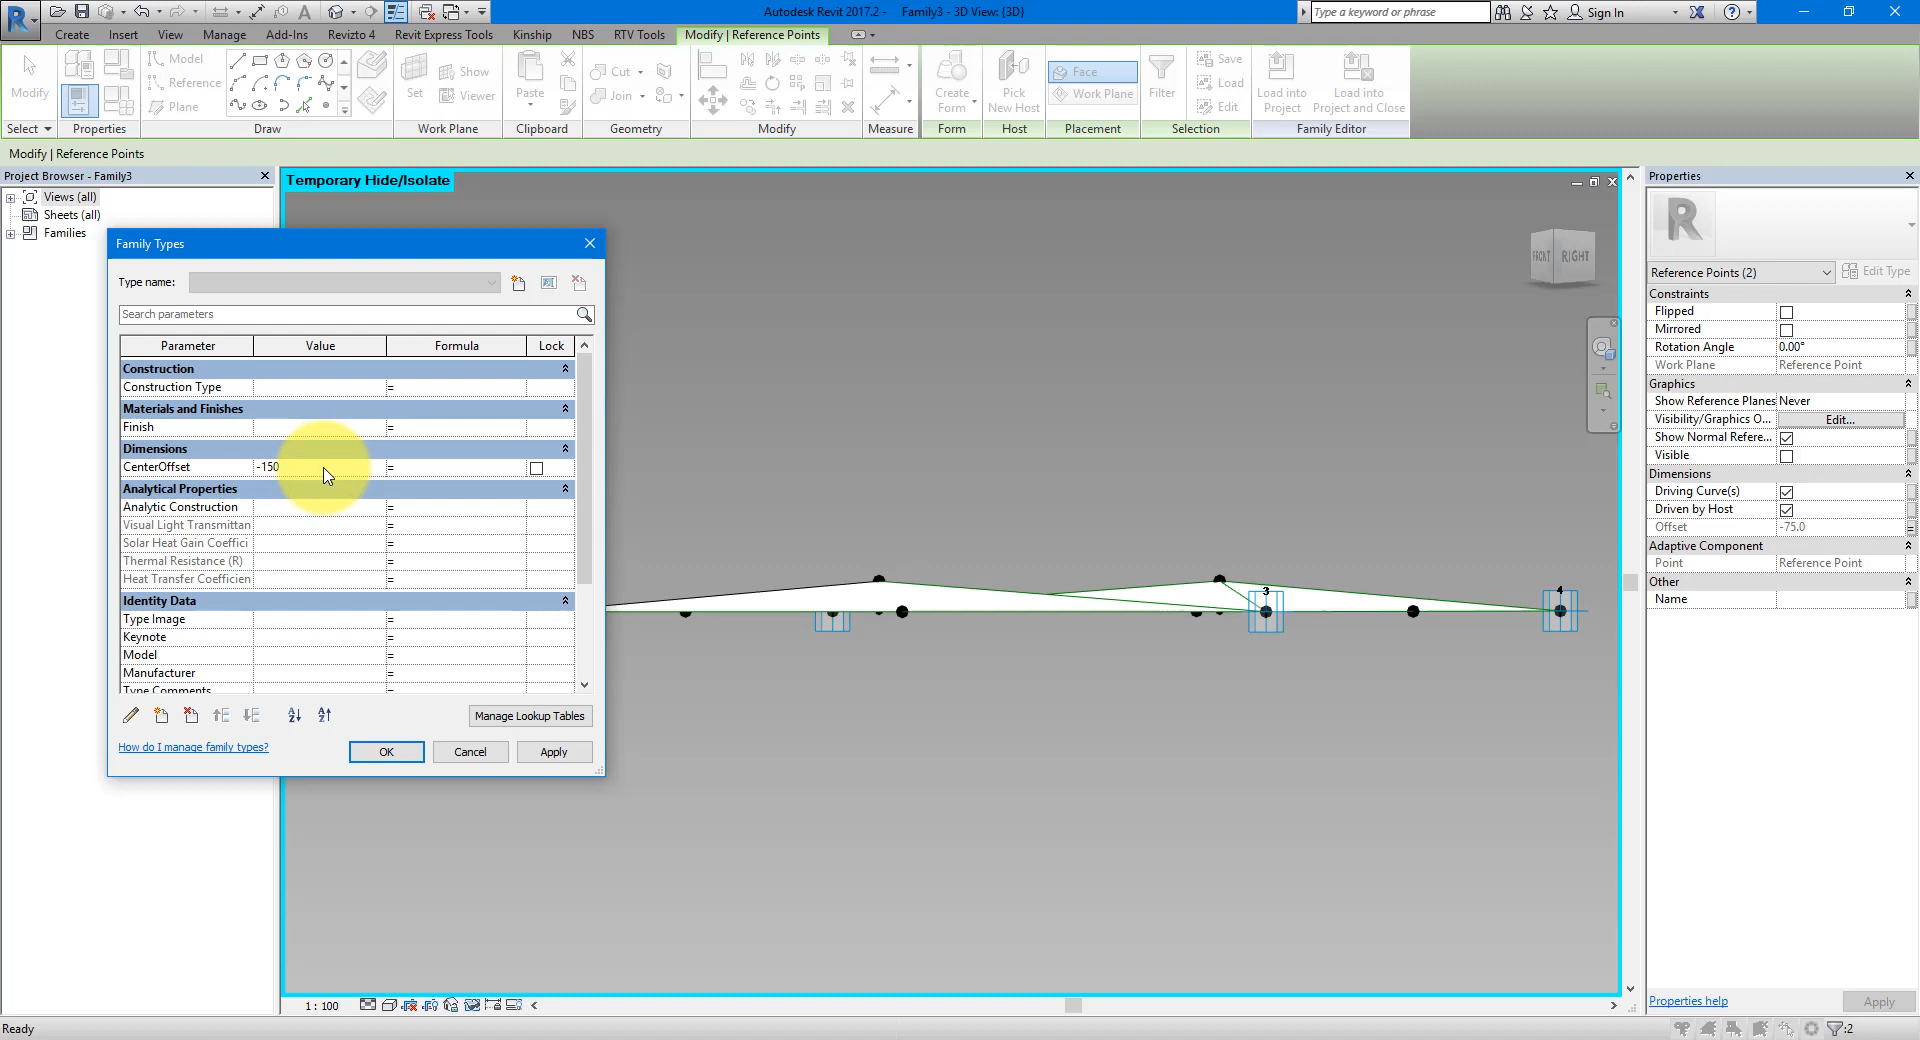 Autodesk Revit 2017.2 - Family3 - 3D View: {3D}
Type a keyword or phrase
Sign In
Create Insert View Manage Add-Ins Revizto 4 Revit Express Tools Kinship NBS RTV Tools Modify | Reference Points
Modify
Model
Reference
Plane
Set
Show
Viewer
Paste
Cut
Join
Create Form
Pick New Host
Face
Work Plane
Filter
Save
Load
Edit
Load into Project
Load into Project and Close
Select Properties Draw Work Plane Clipboard Geometry Modify Measure Form Host Placement Selection Family Editor
Modify | Reference Points
Project Browser - Family3
Views (all)
Sheets (all)
Families
Temporary Hide/Isolate
FRONT RIGHT
3
4
Family Types
Type name:
Search parameters
Parameter Value Formula Lock
Construction
Construction Type =
Materials and Finishes
Finish =
Dimensions
CenterOffset -150 =
Analytical Properties
Analytic Construction =
Visual Light Transmittan =
Solar Heat Gain Coeffici =
Thermal Resistance (R) =
Heat Transfer Coefficien =
Identity Data
Type Image =
Keynote =
Model =
Manufacturer =
Type Comments =
Manage Lookup Tables
How do I manage family types?
OK Cancel Apply
Properties
R
Reference Points (2) Edit Type
Constraints
Flipped
Mirrored
Rotation Angle 0.00°
Work Plane Reference Point
Graphics
Show Reference Planes Never
Visibility/Graphics O... Edit...
Show Normal Refere...
Visible
Dimensions
Driving Curve(s)
Driven by Host
Offset -75.0 =
Adaptive Component
Point Reference Point
Other
Name
Properties help Apply
1 : 100
Ready
:2